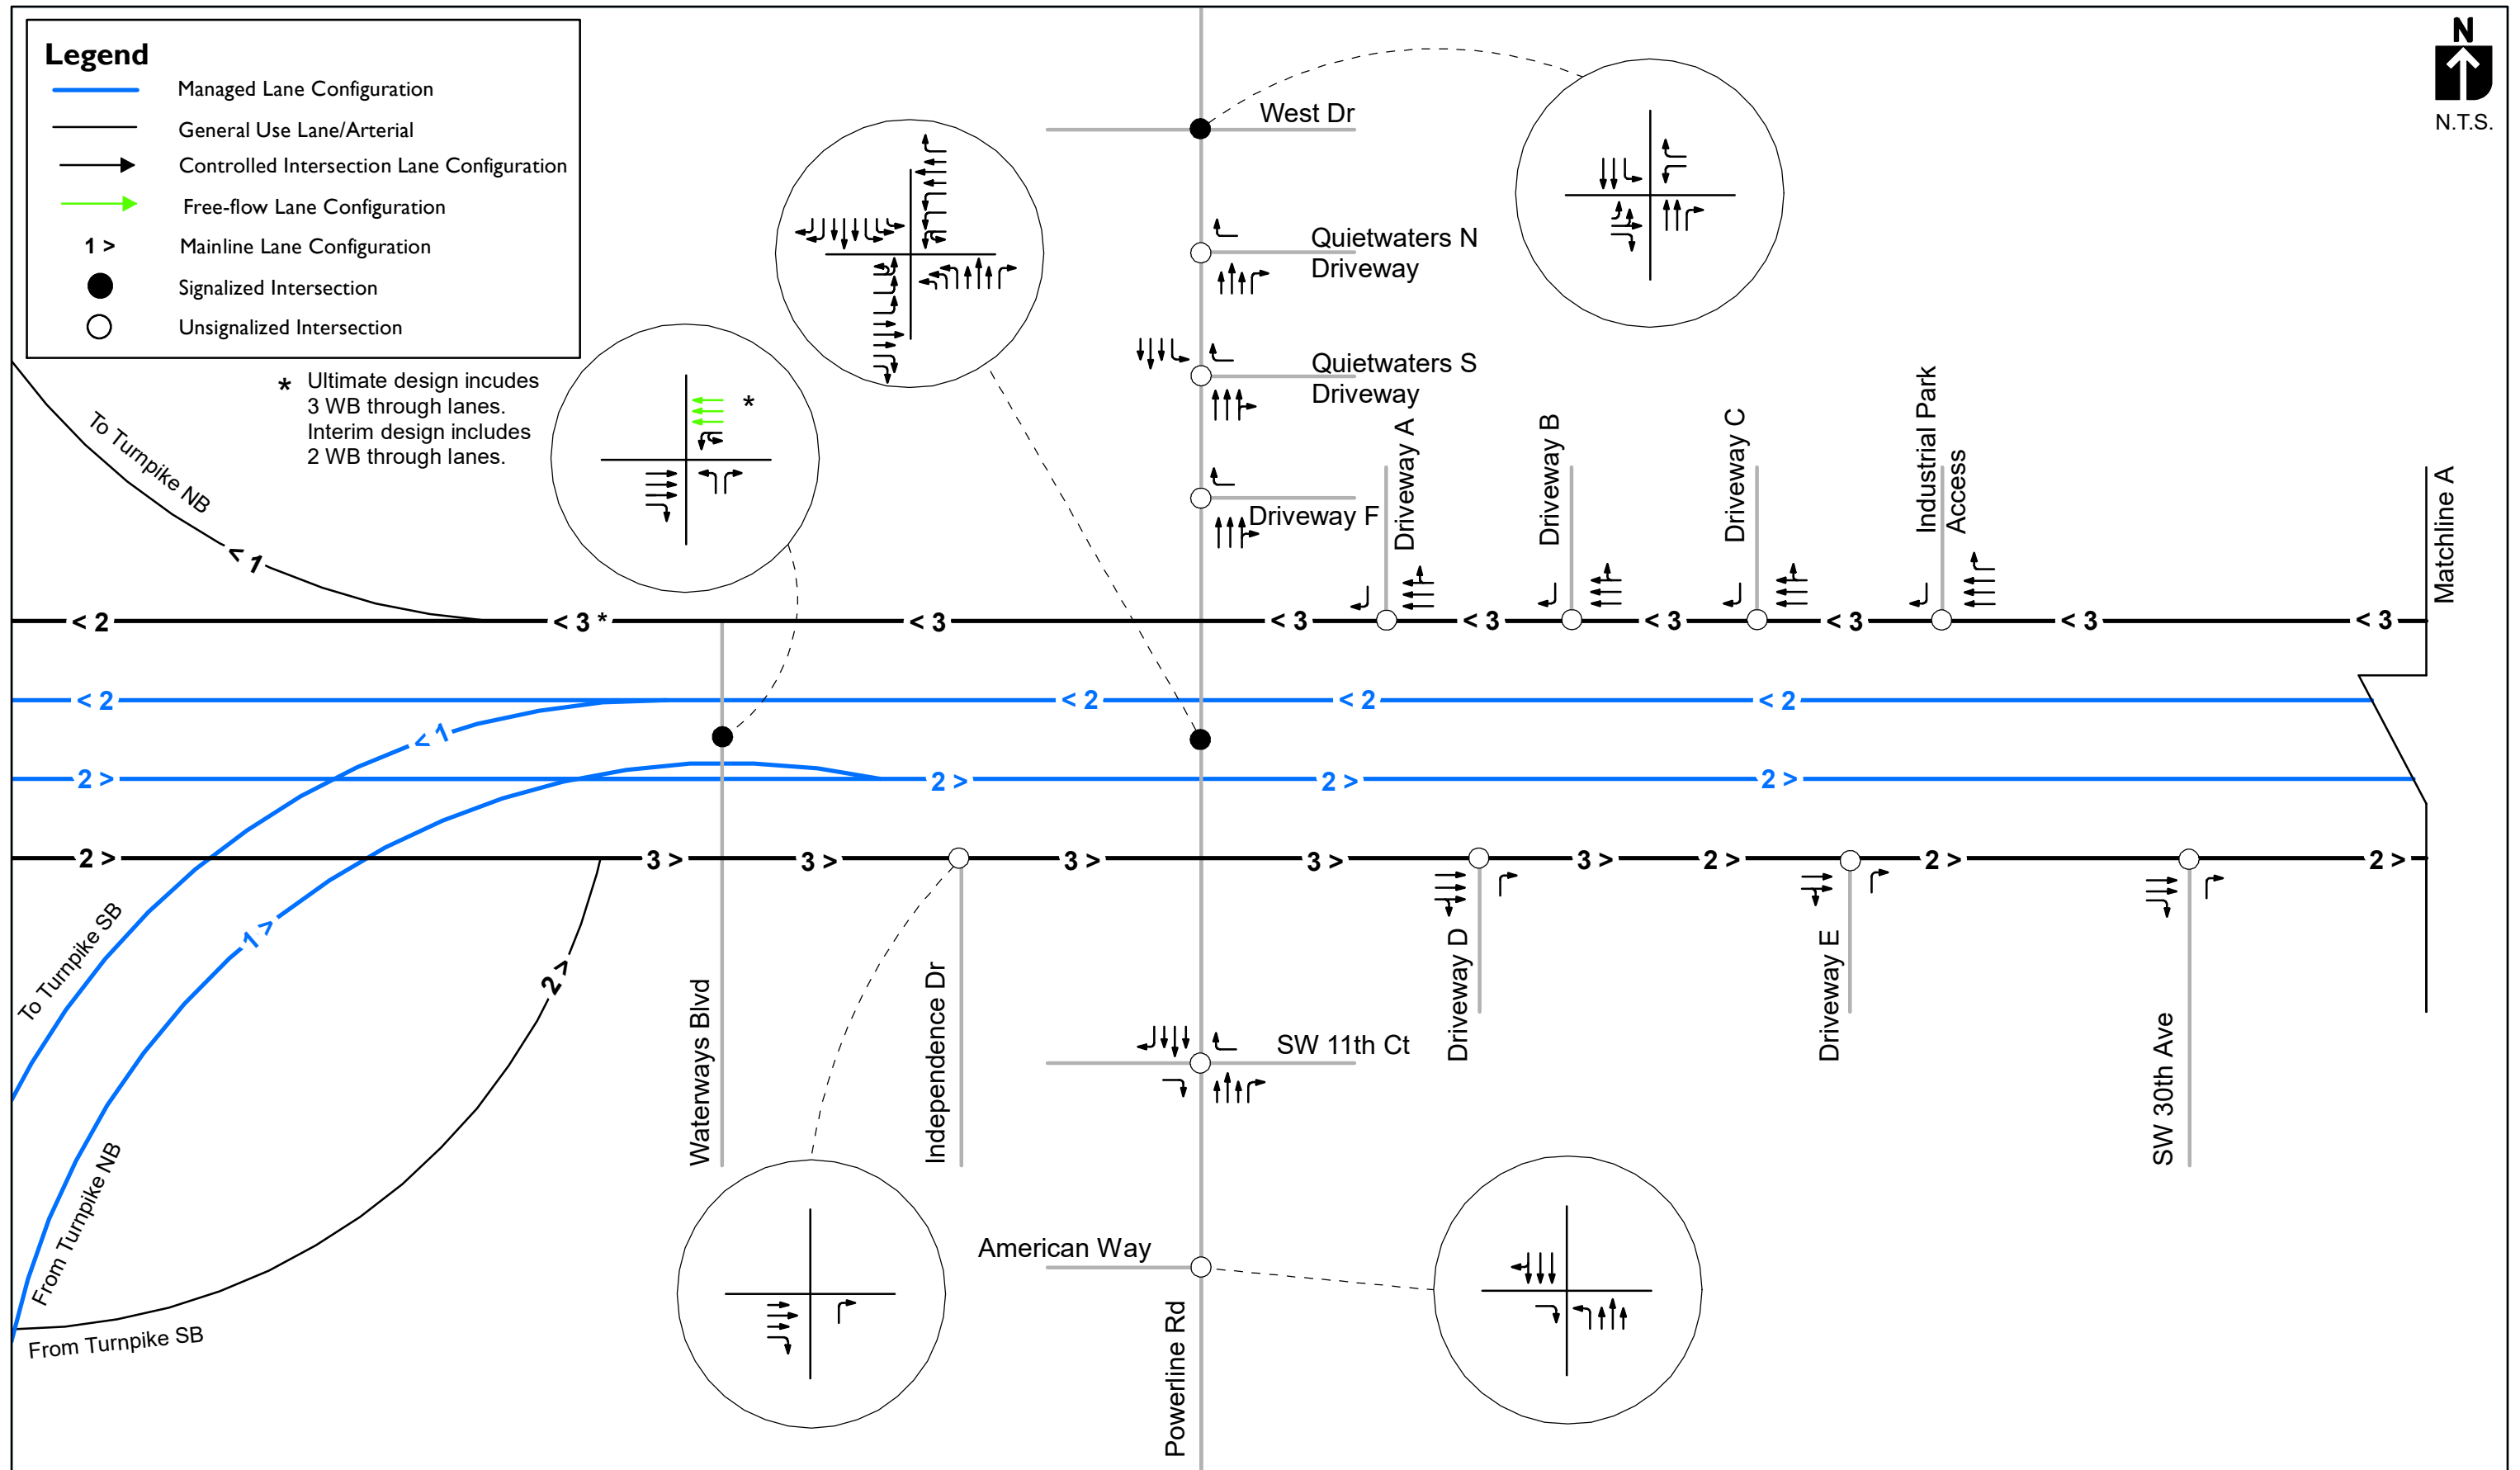 Legend
Managed Lane Configuration
General Use Lane/Arterial
Controlled Intersection Lane Configuration
Free-flow Lane Configuration
1 > Mainline Lane Configuration
Signalized Intersection
Unsignalized Intersection
N
N.T.S.
* Ultimate design incudes
3 WB through lanes.
Interim design includes
2 WB through lanes.
*
West Dr
Quietwaters N
Driveway
Quietwaters S
Driveway
Driveway F
Driveway A
Driveway B
Driveway C
Industrial Park
Access
Matchline A
To Turnpike NB
< 1
< 2 < 3 * < 3 < 3 < 3 < 3 < 3 < 3 < 3
< 2 < 2 < 2 < 2
< 1
2 > 2 > 2 > 2 >
2 > 3 > 3 > 3 > 3 > 3 > 2 > 2 > 2 >
To Turnpike SB
1 >
2 >
From Turnpike NB
From Turnpike SB
Waterways Blvd
Independence Dr
SW 11th Ct
Driveway D
Driveway E
SW 30th Ave
American Way
Powerline Rd